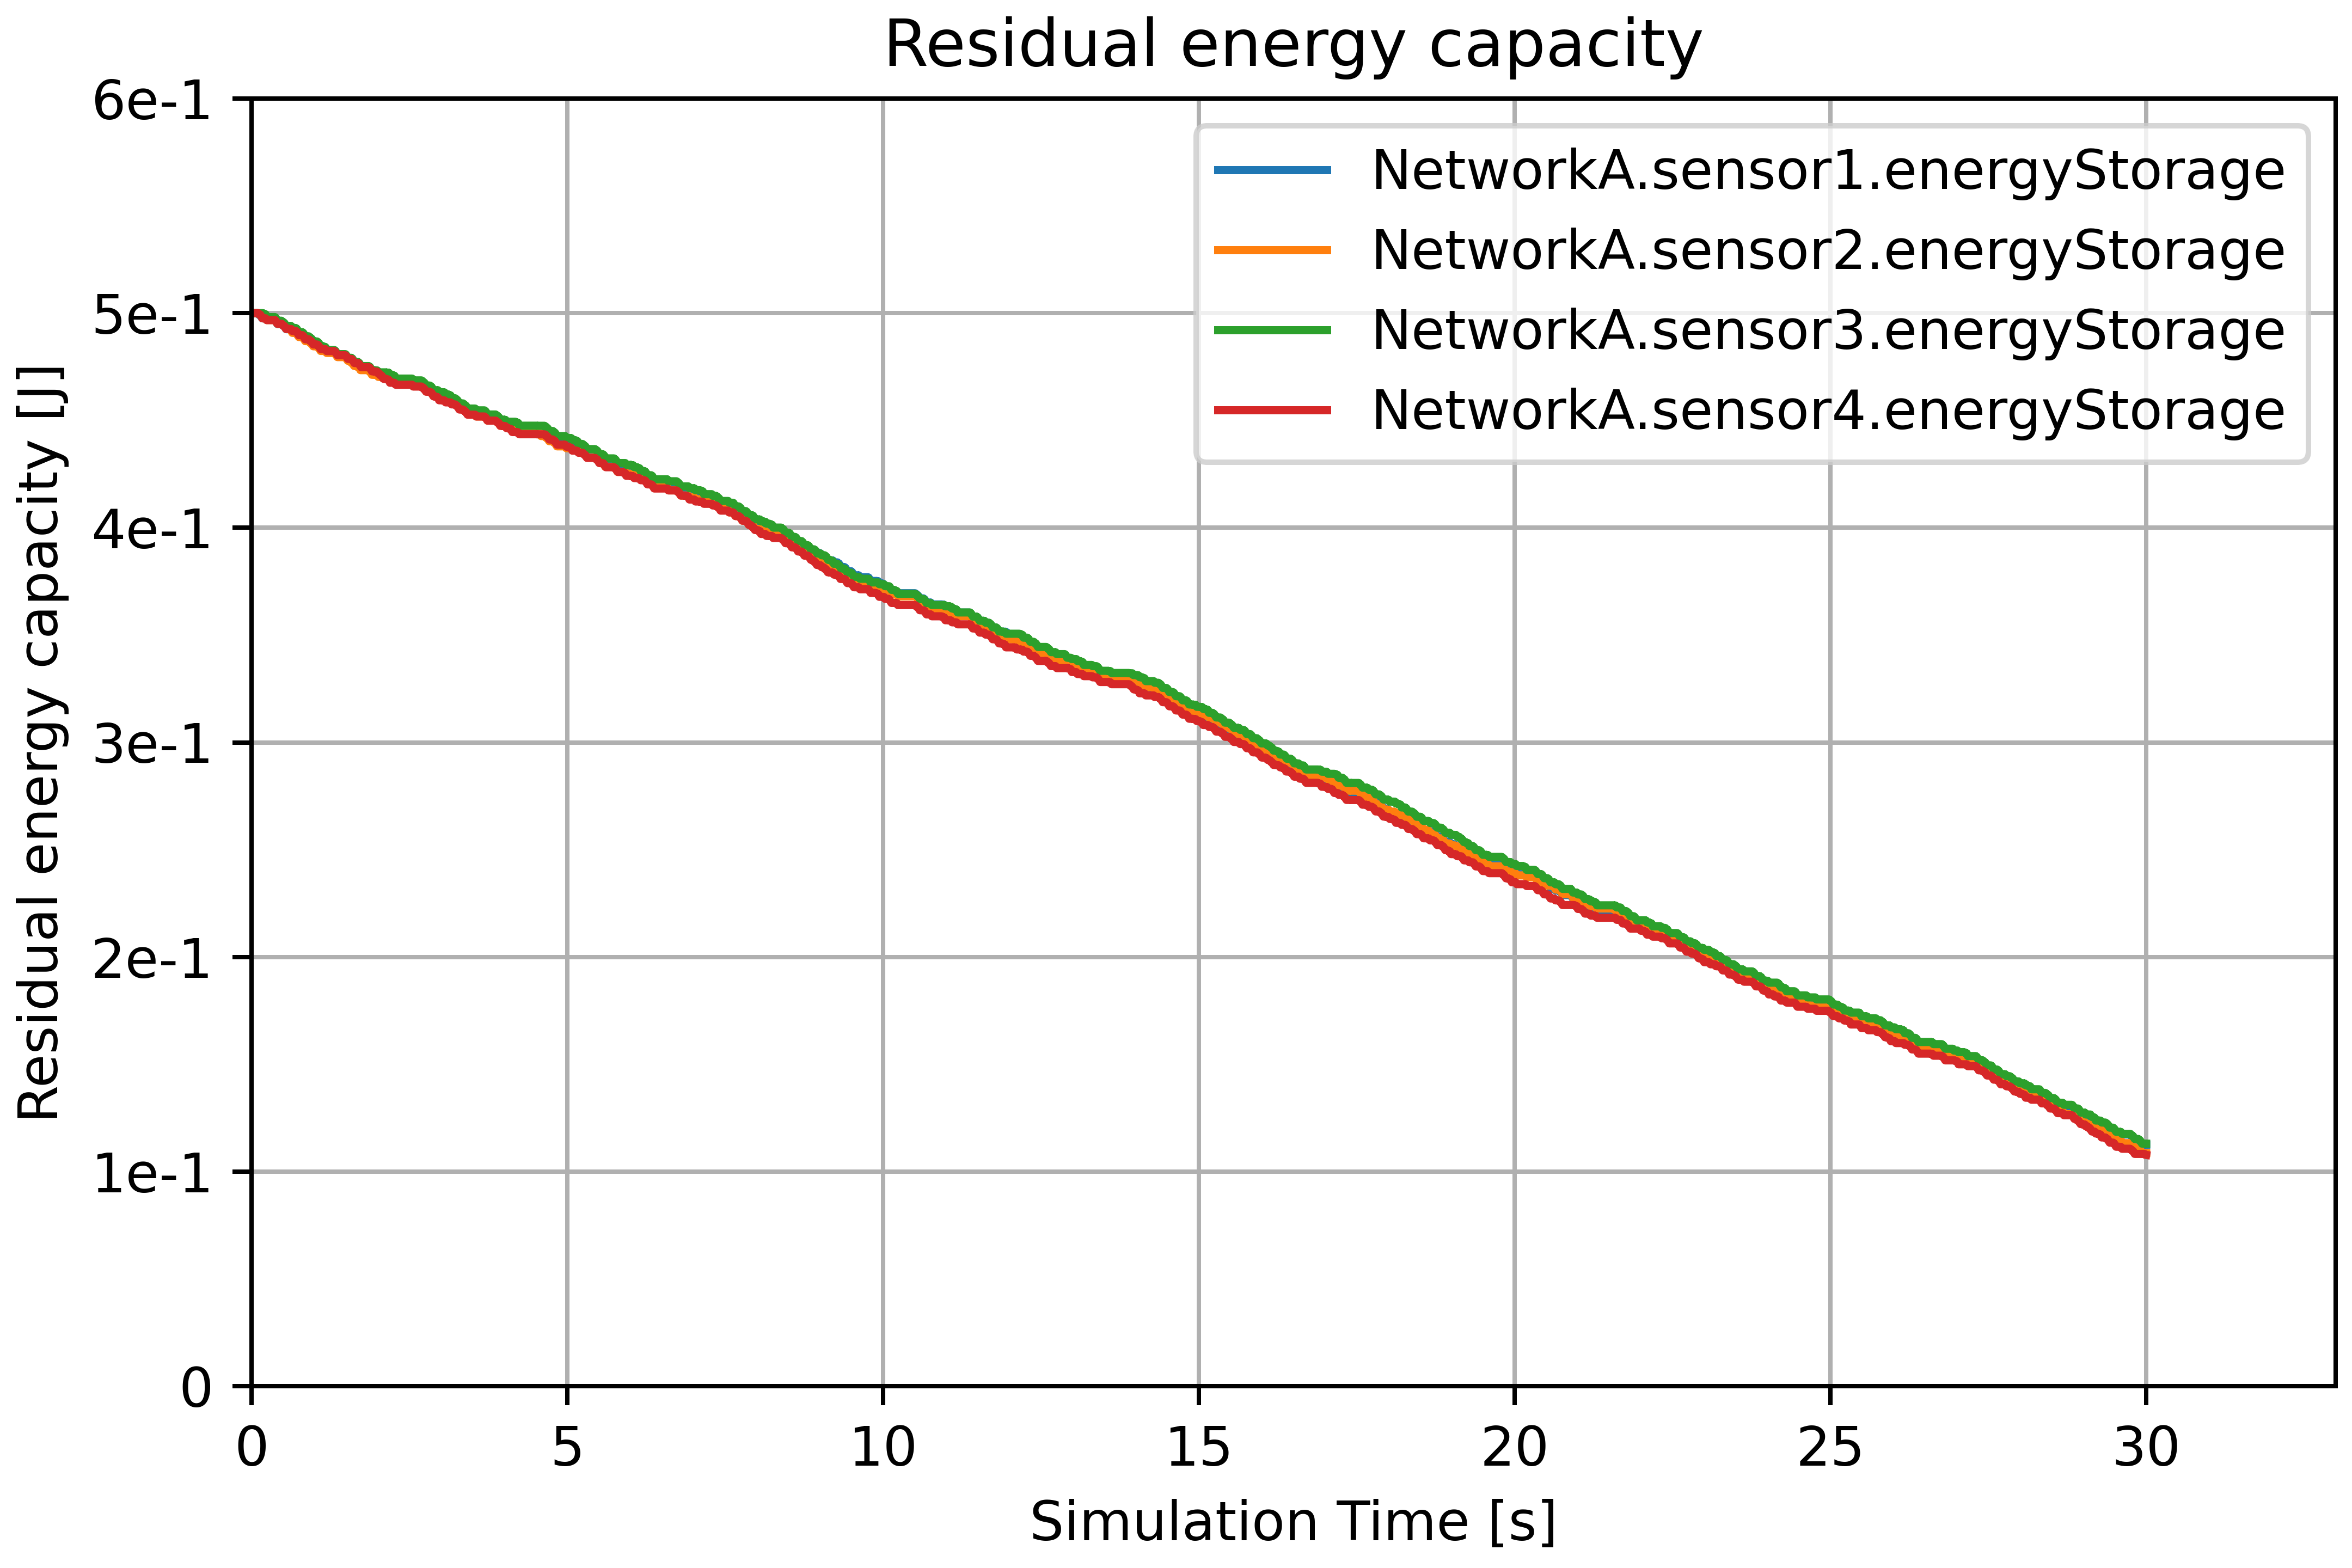 Residual energy capacity
Residual energy capacity [J]
6e-1
5e-1
4e-1
3e-1
2e-1
1e-1
0
NetworkA.sensor1.energyStorage
NetworkA.sensor2.energyStorage
NetworkA.sensor3.energyStorage
NetworkA.sensor4.energyStorage
0 5 10 15 20 25 30
Simulation Time [s]